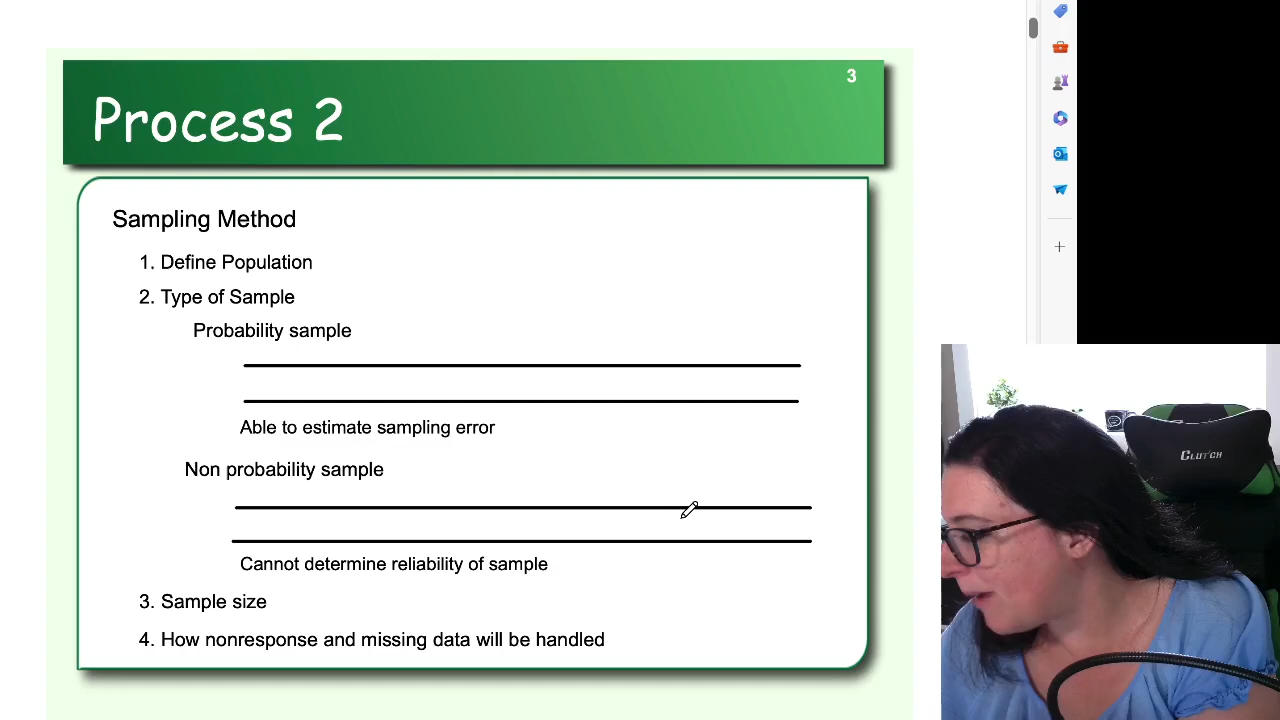 3
Process 2
Sampling Method
1. Define Population
2. Type of Sample
Probability sample
Able to estimate sampling error
Non probability sample
Cannot determine reliability of sample
3. Sample size
4. How nonresponse and missing data will be handled
CLUTCH